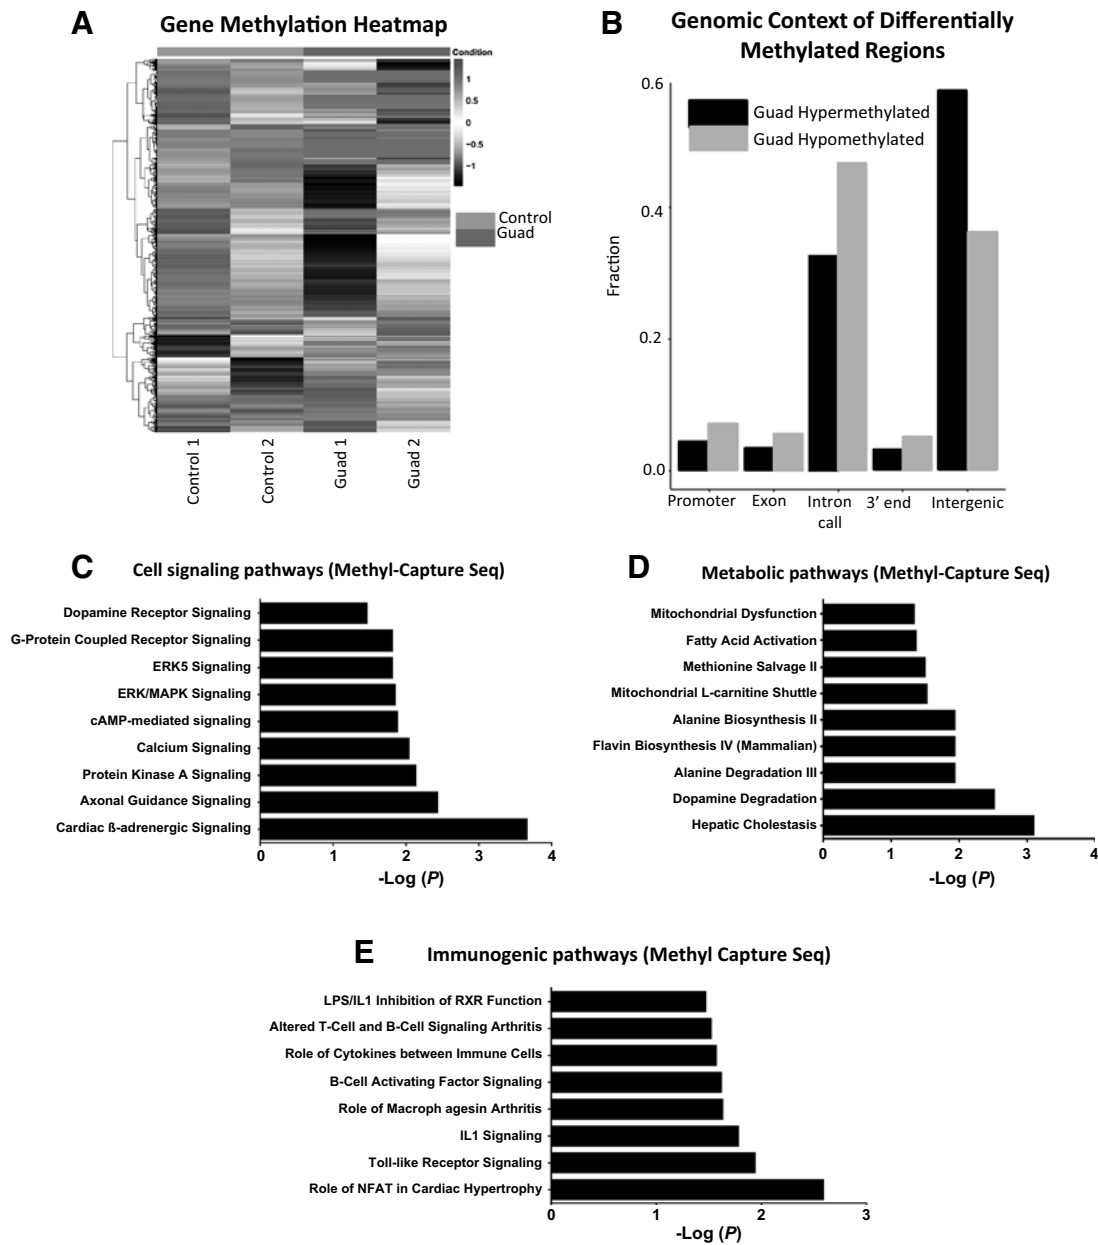 A
Gene Methylation Heatmap
Condition
1
0.5
0
−0.5
−1
Control
Guad
Control 1
Control 2
Guad 1
Guad 2
B
Genomic Context of Differentially
Methylated Regions
Guad Hypermethylated
Guad Hypomethylated
Fraction
0.6
0.4
0.2
0.0
Promoter Exon Intron 3’ end Intergenic
call
C
Cell signaling pathways (Methyl-Capture Seq)
Dopamine Receptor Signaling
G-Protein Coupled Receptor Signaling
ERK5 Signaling
ERK/MAPK Signaling
cAMP-mediated signaling
Calcium Signaling
Protein Kinase A Signaling
Axonal Guidance Signaling
Cardiac ß-adrenergic Signaling
0 1 2 3 4
-Log (P)
D
Metabolic pathways (Methyl-Capture Seq)
Mitochondrial Dysfunction
Fatty Acid Activation
Methionine Salvage II
Mitochondrial L-carnitine Shuttle
Alanine Biosynthesis II
Flavin Biosynthesis IV (Mammalian)
Alanine Degradation III
Dopamine Degradation
Hepatic Cholestasis
0 1 2 3 4
-Log (P)
E
Immunogenic pathways (Methyl Capture Seq)
LPS/IL1 Inhibition of RXR Function
Altered T-Cell and B-Cell Signaling Arthritis
Role of Cytokines between Immune Cells
B-Cell Activating Factor Signaling
Role of Macroph agesin Arthritis
IL1 Signaling
Toll-like Receptor Signaling
Role of NFAT in Cardiac Hypertrophy
0 1 2 3
-Log (P)